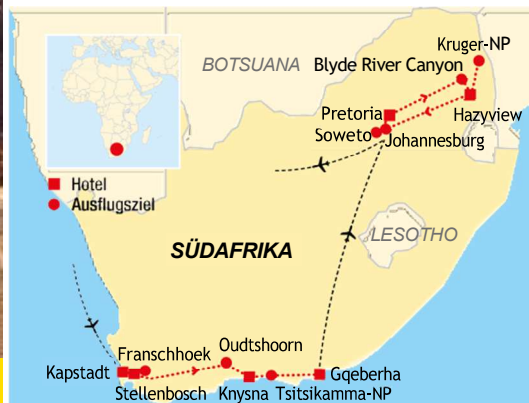 Kruger-NP
BOTSUANA
Blyde River Canyon
Pretoria
Hazyview
Soweto
Johannesburg
Hotel
Ausflugsziel
SÜDAFRIKA
LESOTHO
Oudtshoorn
Franschhoek
Kapstadt
Gqeberha
Stellenbosch
Knysna
Tsitsikamma-NP